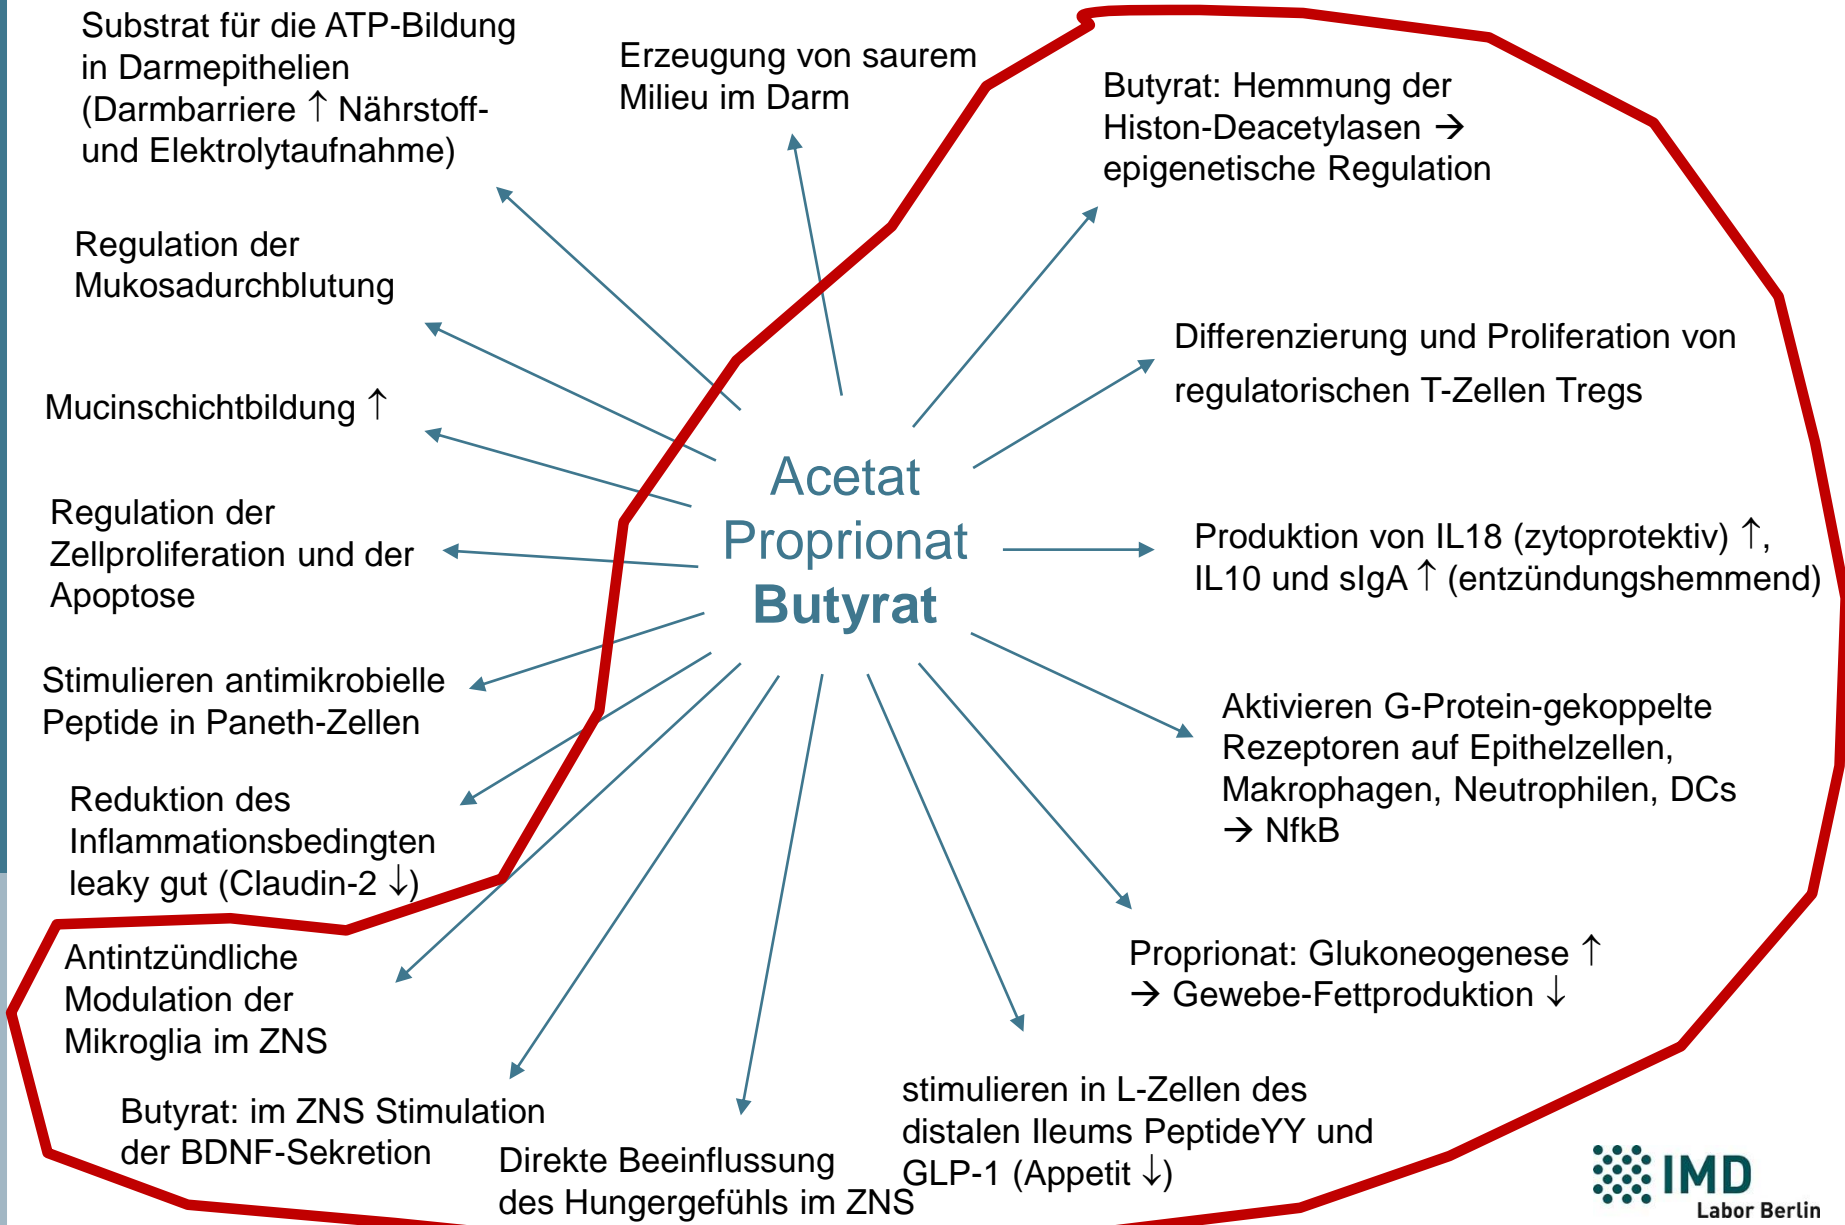 Substrat für die ATP-Bildung
in Darmepithelien
(Darmbarriere ↑ Nährstoff-
und Elektrolytaufnahme)
Erzeugung von saurem
Milieu im Darm
Butyrat: Hemmung der
Histon-Deacetylasen →
epigenetische Regulation
Regulation der
Mukosadurchblutung
Differenzierung und Proliferation von
regulatorischen T-Zellen Tregs
Mucinschichtbildung ↑
Acetat
Proprionat
Butyrat
Regulation der
Zellproliferation und der
Apoptose
Produktion von IL18 (zytoprotektiv) ↑,
IL10 und sIgA ↑ (entzündungshemmend)
Stimulieren antimikrobielle
Peptide in Paneth-Zellen
Aktivieren G-Protein-gekoppelte
Rezeptoren auf Epithelzellen,
Makrophagen, Neutrophilen, DCs
→ NfkB
Reduktion des
Inflammationsbedingten
leaky gut (Claudin-2 ↓)
Antintzündliche
Modulation der
Mikroglia im ZNS
Proprionat: Glukoneogenese ↑
→ Gewebe-Fettproduktion ↓
Butyrat: im ZNS Stimulation
der BDNF-Sekretion
Direkte Beeinflussung
des Hungergefühls im ZNS
stimulieren in L-Zellen des
distalen Ileums PeptideYY und
GLP-1 (Appetit ↓)
IMD
Labor Berlin